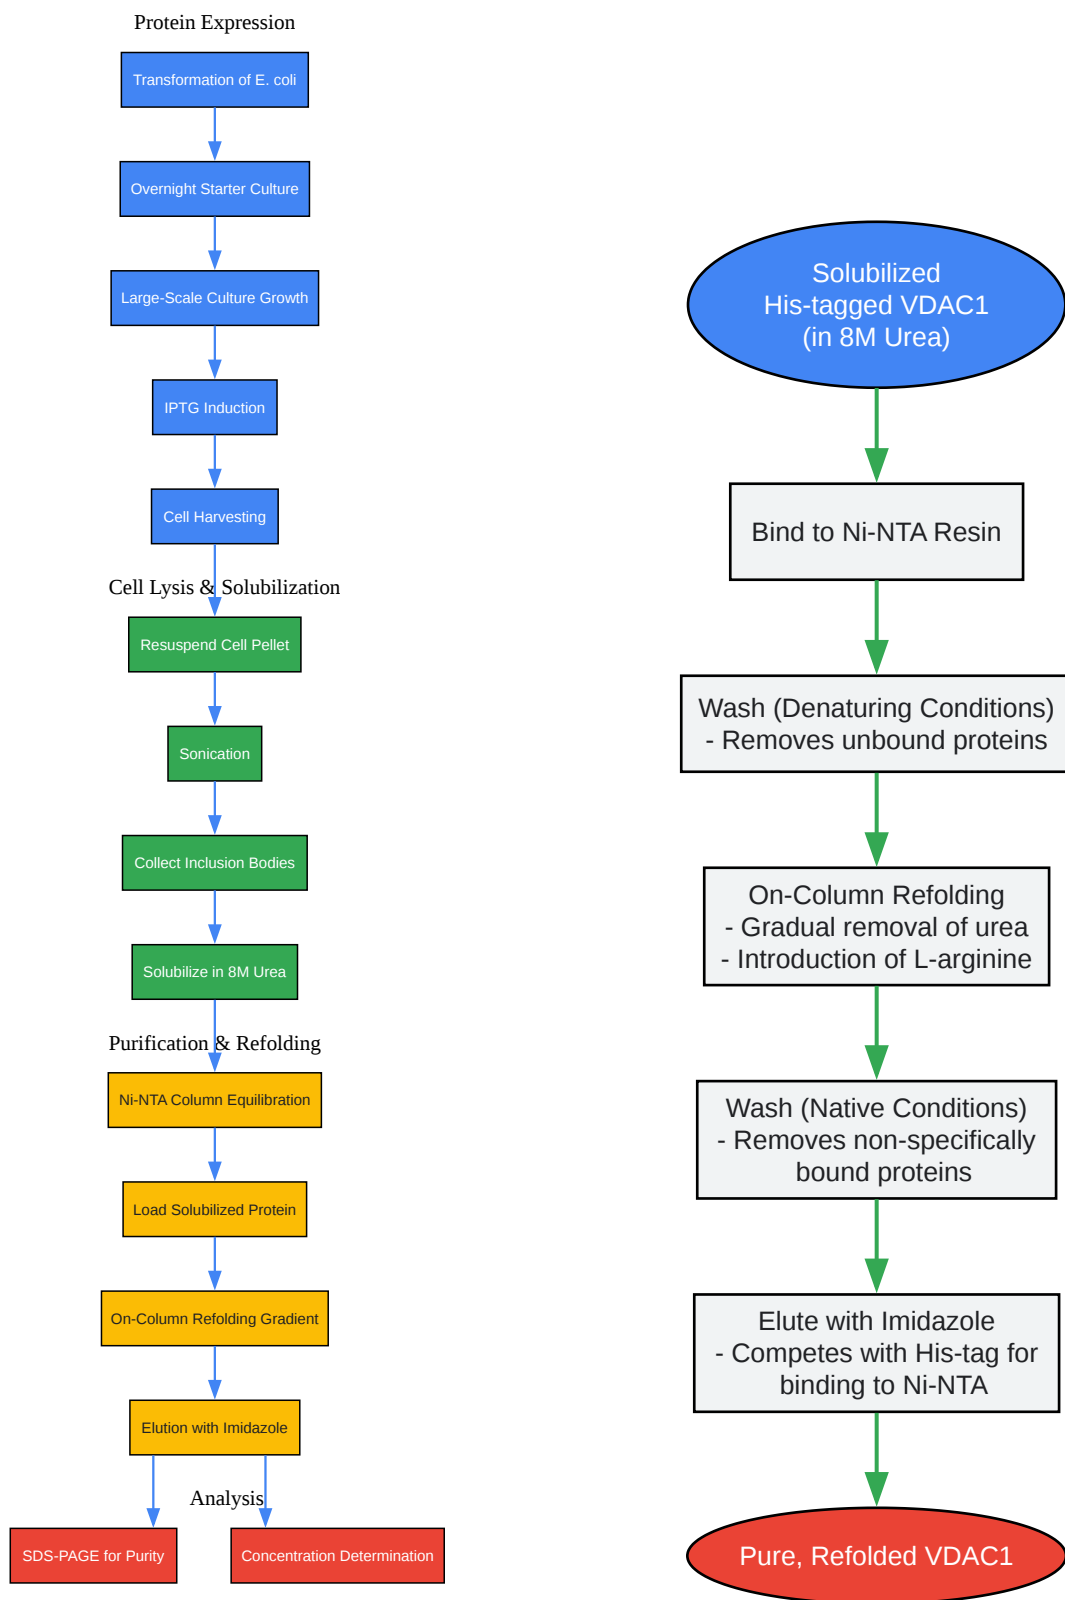 Protein Expression
Transformation of E. coli
Overnight Starter Culture
Large-Scale Culture Growth
IPTG Induction
Cell Harvesting
Cell Lysis & Solubilization
Resuspend Cell Pellet
Sonication
Collect Inclusion Bodies
Solubilize in 8M Urea
Purification & Refolding
Ni-NTA Column Equilibration
Load Solubilized Protein
On-Column Refolding Gradient
Elution with Imidazole
Analysis
SDS-PAGE for Purity
Concentration Determination
Solubilized
His-tagged VDAC1
(in 8M Urea)
Bind to Ni-NTA Resin
Wash (Denaturing Conditions)
- Removes unbound proteins
On-Column Refolding
- Gradual removal of urea
- Introduction of L-arginine
Wash (Native Conditions)
- Removes non-specifically
bound proteins
Elute with Imidazole
- Competes with His-tag for
binding to Ni-NTA
Pure, Refolded VDAC1